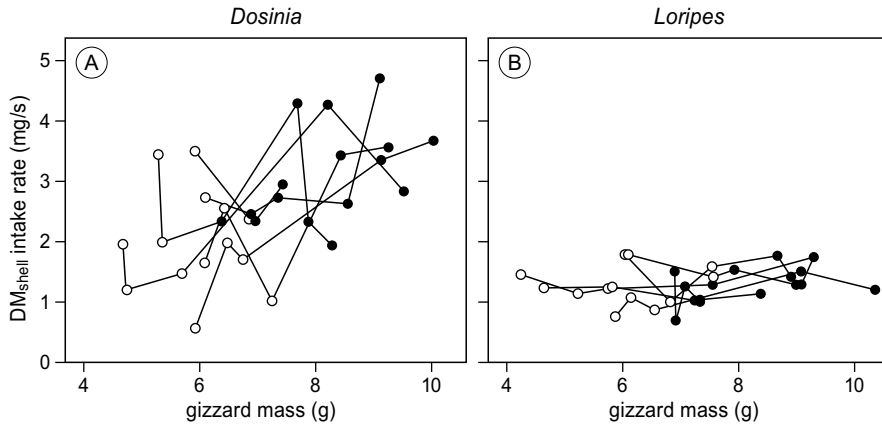 Dosinia
Loripes
A
B
DMshell intake rate (mg/s)
5
4
3
2
1
0
4 6 8 10
4 6 8 10
gizzard mass (g)
gizzard mass (g)